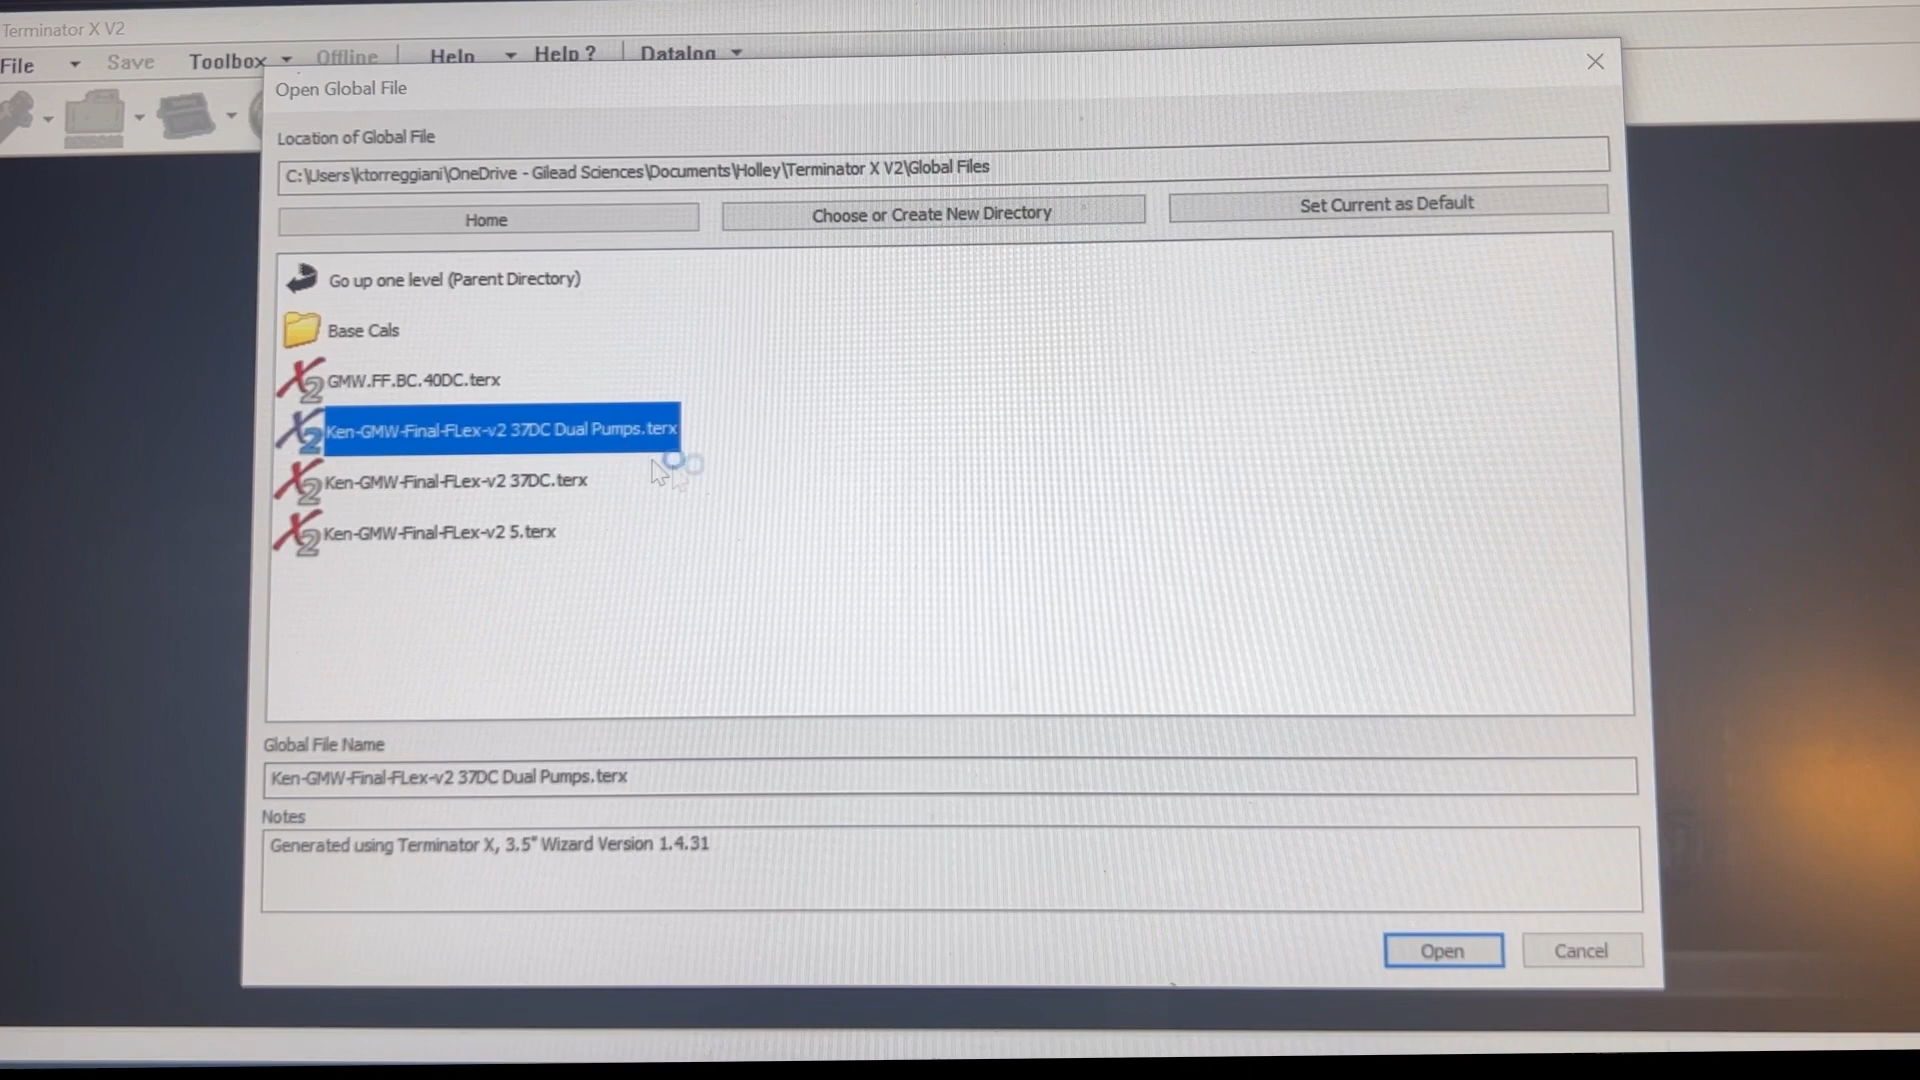 Terminator X V2
File Save Toolbox Offline Help Help ? Datalog
Open Global File
Location of Global File
C:\Users\ktorreggiani\OneDrive - Gilead Sciences\Documents\Holley\Terminator X V2\Global Files
Home Choose or Create New Directory Set Current as Default
Go up one level (Parent Directory)
Base Cals
GMW.FF.BC.40DC.terx
Ken-GMW-Final-FLex-v2 37DC Dual Pumps.terx
Ken-GMW-Final-FLex-v2 37DC.terx
Ken-GMW-Final-FLex-v2 5.terx
Global File Name
Ken-GMW-Final-FLex-v2 37DC Dual Pumps.terx
Notes
Generated using Terminator X, 3.5" Wizard Version 1.4.31
Open Cancel